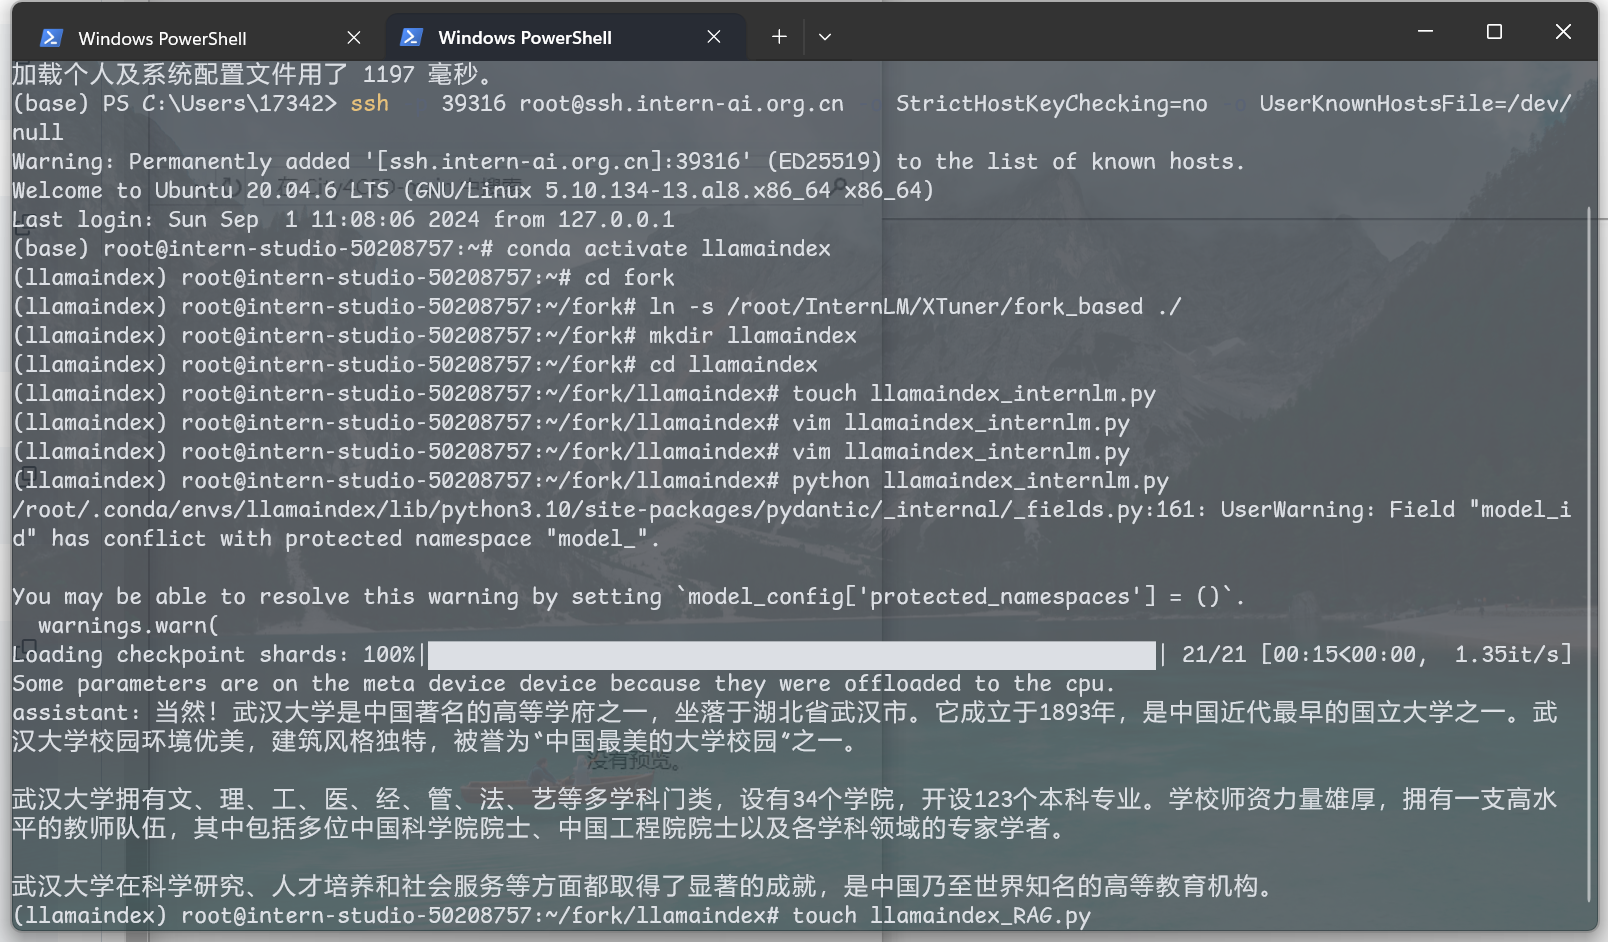 Windows PowerShell
Windows PowerShell
加载个人及系统配置文件用了 1197 毫秒。
(base) PS C:\Users\17342> ssh    39316 root@ssh.intern-ai.org.cn    StrictHostKeyChecking=no -o UserKnownHostsFile=/dev/
null
Warning: Permanently added '[ssh.intern-ai.org.cn]:39316' (ED25519) to the list of known hosts.
Welcome to Ubuntu 20.04.6 LTS (GNU/Linux 5.10.134-13.al8.x86_64 x86_64)
Last login: Sun Sep  1 11:08:06 2024 from 127.0.0.1
(base) root@intern-studio-50208757:~# conda activate llamaindex
(llamaindex) root@intern-studio-50208757:~# cd fork
(llamaindex) root@intern-studio-50208757:~/fork# ln -s /root/InternLM/XTuner/fork_based ./
(llamaindex) root@intern-studio-50208757:~/fork# mkdir llamaindex
(llamaindex) root@intern-studio-50208757:~/fork# cd llamaindex
(llamaindex) root@intern-studio-50208757:~/fork/llamaindex# touch llamaindex_internlm.py
(llamaindex) root@intern-studio-50208757:~/fork/llamaindex# vim llamaindex_internlm.py
(llamaindex) root@intern-studio-50208757:~/fork/llamaindex# vim llamaindex_internlm.py
(llamaindex) root@intern-studio-50208757:~/fork/llamaindex# python llamaindex_internlm.py
/root/.conda/envs/llamaindex/lib/python3.10/site-packages/pydantic/_internal/_fields.py:161: UserWarning: Field "model_i
d" has conflict with protected namespace "model_".
You may be able to resolve this warning by setting `model_config['protected_namespaces'] = ()`.
  warnings.warn(
Loading checkpoint shards: 100%|                    | 21/21 [00:15<00:00,  1.35it/s]
Some parameters are on the meta device device because they were offloaded to the cpu.
assistant: 当然！武汉大学是中国著名的高等学府之一，坐落于湖北省武汉市。它成立于1893年，是中国近代最早的国立大学之一。武
汉大学校园环境优美，建筑风格独特，被誉为“中国最美的大学校园”之一。
没有预览。
武汉大学拥有文、理、工、医、经、管、法、艺等多学科门类，设有34个学院，开设123个本科专业。学校师资力量雄厚，拥有一支高水
平的教师队伍，其中包括多位中国科学院院士、中国工程院院士以及各学科领域的专家学者。
武汉大学在科学研究、人才培养和社会服务等方面都取得了显著的成就，是中国乃至世界知名的高等教育机构。
(llamaindex) root@intern-studio-50208757:~/fork/llamaindex# touch llamaindex_RAG.py